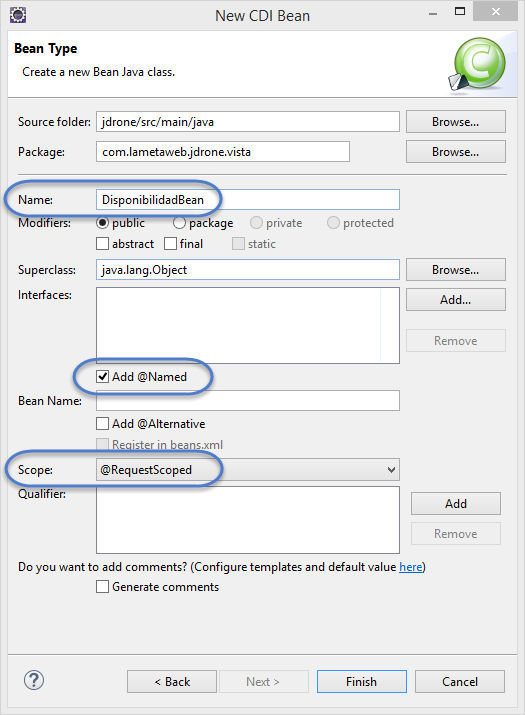 New CDI Bean
Bean Type
Create a new Bean Java class.
Source folder: jdrone/src/main/java Browse...
Package: com.lametaweb.jdrone.vista Browse...
Name: DisponibilidadBean
Modifiers: public package private protected
abstract final static
Superclass: java.lang.Object Browse...
Interfaces: Add...
Remove
Add @Named
Bean Name:
Add @Alternative
Register in beans.xml
Scope: @RequestScoped
Qualifier:
Add
Remove
Do you want to add comments? (Configure templates and default value here)
Generate comments
? < Back Next > Finish Cancel